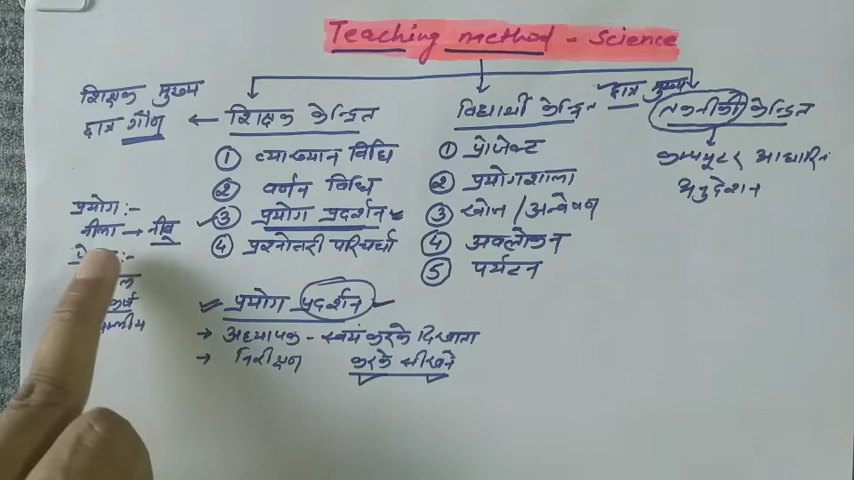 Teaching method - Science
शिक्षक मुख्य
छात्र गौण
शिक्षक केन्द्रित
① व्याख्यान विधि
② वर्णन विधि
③ प्रयोग प्रदर्शन
④ प्रश्नोतरी परिचर्चा
विद्यार्थी केन्द्रित
छात्र मुख्य
① प्रोजेक्ट
② प्रयोगशाला
③ खोज / अन्वेषण
④ अवलोकन
⑤ पर्यटन
तकनीकी केन्द्रित
कम्प्यूटर आधारित
अनुदेशन
प्रयोग:-
नीला →
प्रयोग प्रदर्शन
→ अध्यापक - स्वयं करके दिखाता
→ निरीक्षण करके सीखने